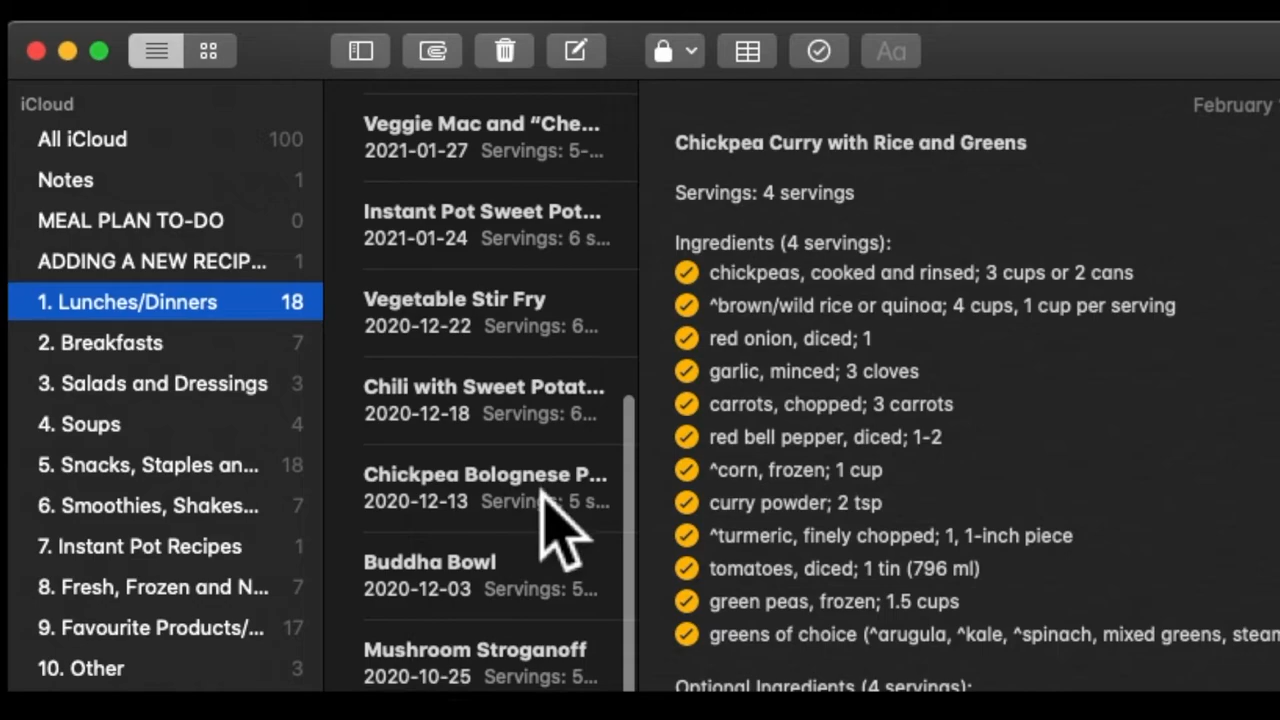 Aa
iCloud
All iCloud 100
Notes 1
MEAL PLAN TO-DO 0
ADDING A NEW RECIP... 1
1. Lunches/Dinners 18
2. Breakfasts 7
3. Salads and Dressings 3
4. Soups 4
5. Snacks, Staples an... 18
6. Smoothies, Shakes... 7
7. Instant Pot Recipes 1
8. Fresh, Frozen and N... 7
9. Favourite Products/... 17
10. Other 3
Veggie Mac and "Che...
2021-01-27 Servings: 5-...
Instant Pot Sweet Pot...
2021-01-24 Servings: 6 s...
Vegetable Stir Fry
2020-12-22 Servings: 6...
Chili with Sweet Potat...
2020-12-18 Servings: 6...
Chickpea Bolognese P...
2020-12-13 Servings: 5 s...
Buddha Bowl
2020-12-03 Servings: 5...
Mushroom Stroganoff
2020-10-25 Servings: 5...
February
Chickpea Curry with Rice and Greens
Servings: 4 servings
Ingredients (4 servings):
chickpeas, cooked and rinsed; 3 cups or 2 cans
^brown/wild rice or quinoa; 4 cups, 1 cup per serving
red onion, diced; 1
garlic, minced; 3 cloves
carrots, chopped; 3 carrots
red bell pepper, diced; 1-2
^corn, frozen; 1 cup
curry powder; 2 tsp
^turmeric, finely chopped; 1, 1-inch piece
tomatoes, diced; 1 tin (796 ml)
green peas, frozen; 1.5 cups
greens of choice (^arugula, ^kale, ^spinach, mixed greens, steam
Optional Ingredients (4 servings):